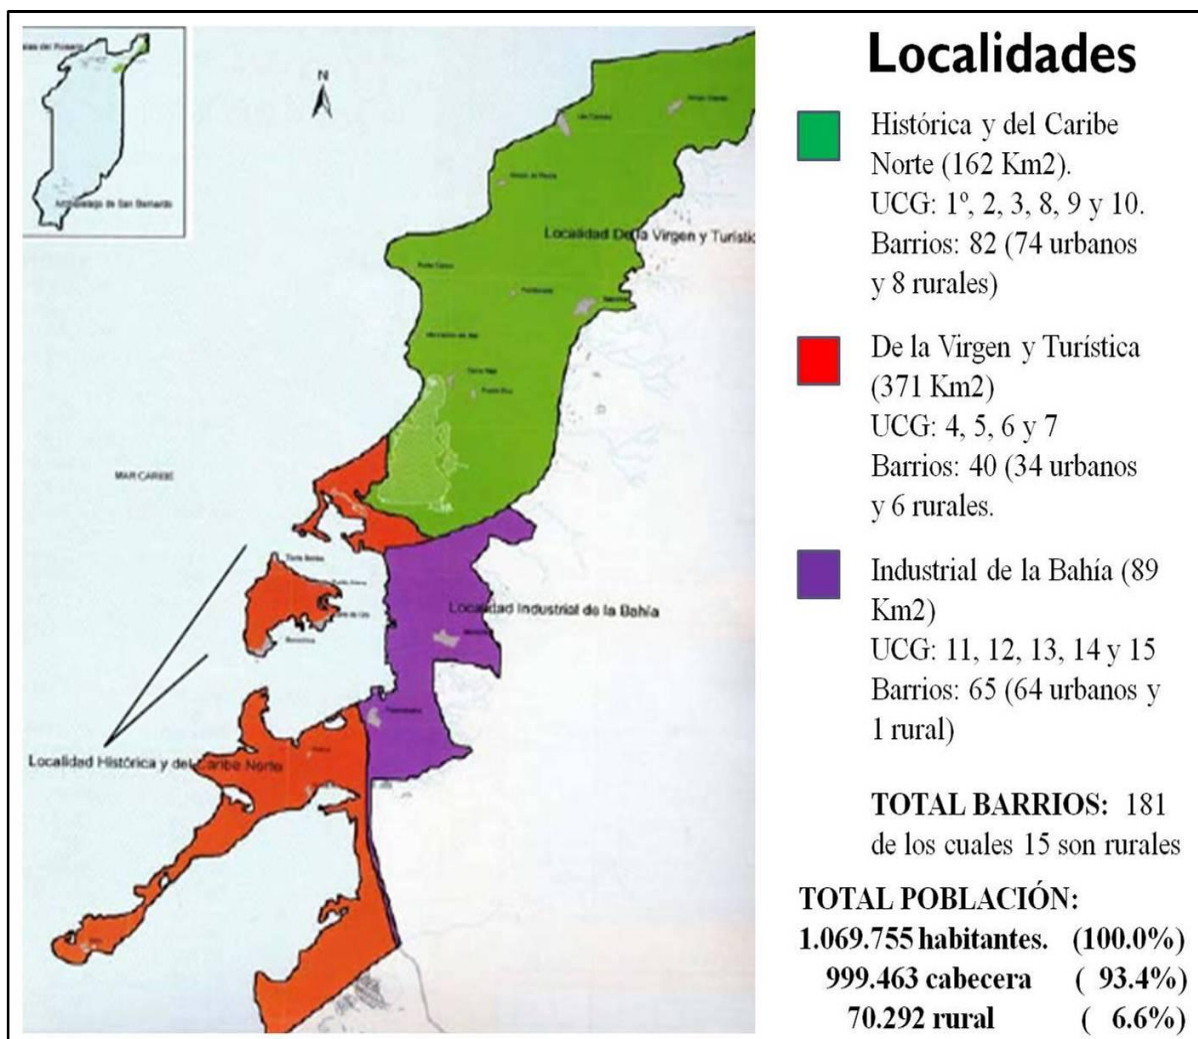 Localidades
Histórica y del Caribe
Norte (162 Km2).
UCG: 1º, 2, 3, 8, 9 y 10.
Barrios: 82 (74 urbanos
y 8 rurales)
De la Virgen y Turística
(371 Km2)
UCG: 4, 5, 6 y 7
Barrios: 40 (34 urbanos
y 6 rurales.
Industrial de la Bahía (89
Km2)
UCG: 11, 12, 13, 14 y 15
Barrios: 65 (64 urbanos y
1 rural)
TOTAL BARRIOS: 181
de los cuales 15 son rurales
TOTAL POBLACIÓN:
1.069.755 habitantes. (100.0%)
999.463 cabecera ( 93.4%)
70.292 rural ( 6.6%)
Archipielago de San Bernardo
N
Localidad De la Virgen y Turístic
MAR CARIBE
Localidad Industrial de la Bahía
Localidad Histórica y del Caribe Norte